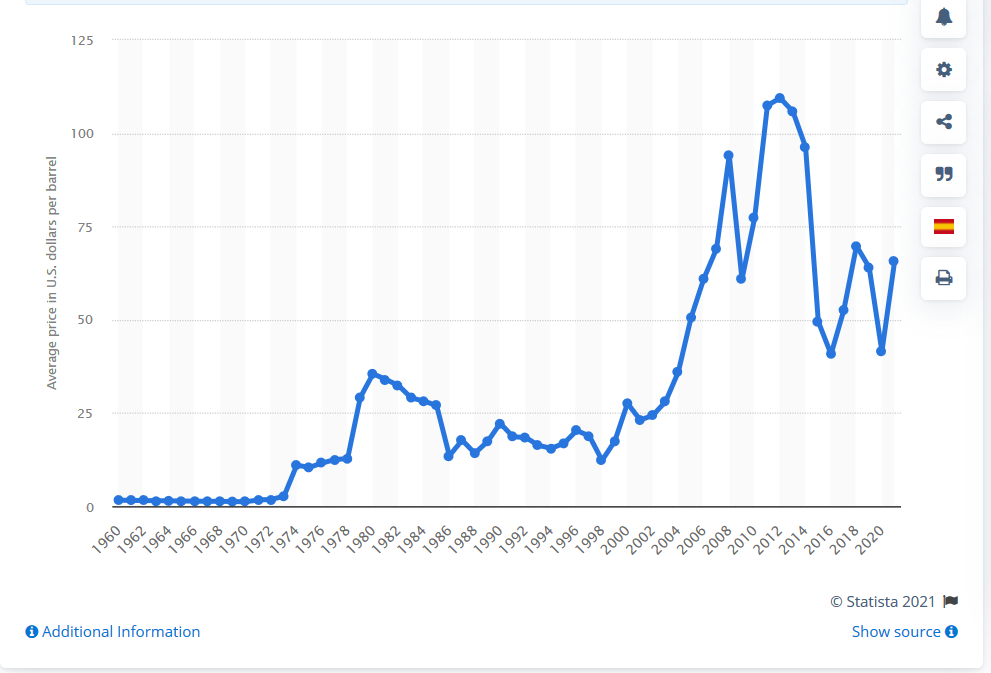 125
100
75
50
25
0
Average price in U.S. dollars per barrel
1960 1962 1964 1966 1968 1970 1972 1974 1976 1978 1980 1982 1984 1986 1988 1990 1992 1994 1996 1998 2000 2002 2004 2006 2008 2010 2012 2014 2016 2018 2020
© Statista 2021
Additional Information
Show source